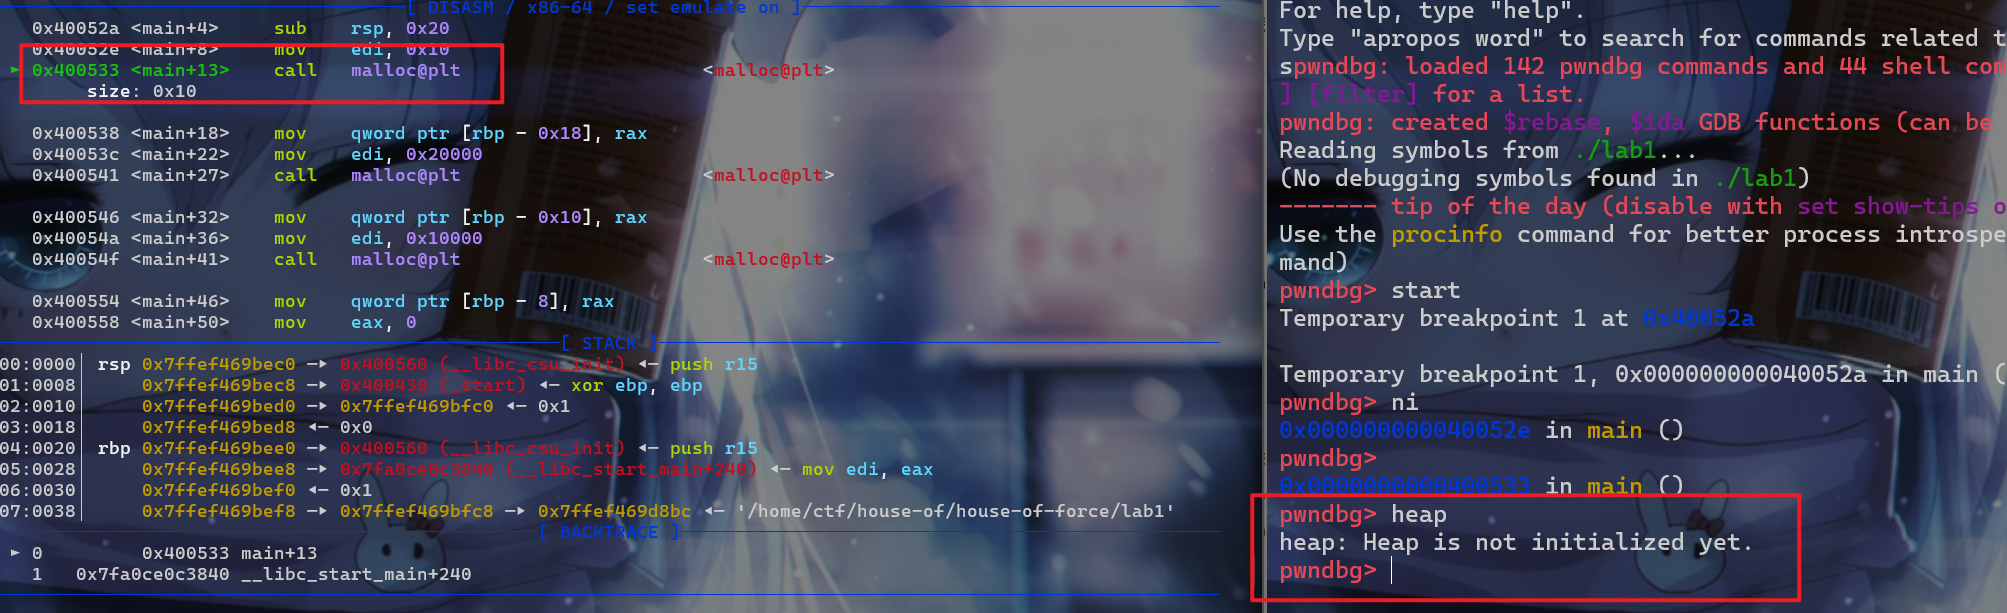 [ DISASM / x86-64 / set emulate on ]
0x40052a <main+4>    sub    rsp, 0x20
0x40052e <main+8>    mov    edi, 0x10
► 0x400533 <main+13>    call   malloc@plt                      <malloc@plt>
size: 0x10
0x400538 <main+18>    mov    qword ptr [rbp - 0x18], rax
0x40053c <main+22>    mov    edi, 0x20000
0x400541 <main+27>    call   malloc@plt                      <malloc@plt>
0x400546 <main+32>    mov    qword ptr [rbp - 0x10], rax
0x40054a <main+36>    mov    edi, 0x10000
0x40054f <main+41>    call   malloc@plt                      <malloc@plt>
0x400554 <main+46>    mov    qword ptr [rbp - 8], rax
0x400558 <main+50>    mov    eax, 0
[ STACK ]
00:0000│ rsp 0x7ffef469bec0 —▸ 0x400560 (__libc_csu_init) ◂— push r15
01:0008│     0x7ffef469bec8 —▸ 0x400430 (_start) ◂— xor ebp, ebp
02:0010│     0x7ffef469bed0 —▸ 0x7ffef469bfc0 ◂— 0x1
03:0018│     0x7ffef469bed8 ◂— 0x0
04:0020│ rbp 0x7ffef469bee0 —▸ 0x400560 (__libc_csu_init) ◂— push r15
05:0028│     0x7ffef469bee8 —▸ 0x7fa0ce0c3840 (__libc_start_main+240) ◂— mov edi, eax
06:0030│     0x7ffef469bef0 ◂— 0x1
07:0038│     0x7ffef469bef8 —▸ 0x7ffef469bfc8 —▸ 0x7ffef469d8bc ◂— '/home/ctf/house-of/house-of-force/lab1'
[ BACKTRACE ]
► 0         0x400533 main+13
1   0x7fa0ce0c3840 __libc_start_main+240
For help, type "help".
Type "apropos word" to search for commands related t
spwndbg: loaded 142 pwndbg commands and 44 shell com
] [filter] for a list.
pwndbg: created $rebase, $ida GDB functions (can be
Reading symbols from ./lab1...
(No debugging symbols found in ./lab1)
------- tip of the day (disable with set show-tips o
Use the procinfo command for better process introspe
mand)
pwndbg> start
Temporary breakpoint 1 at 0x40052a
Temporary breakpoint 1, 0x000000000040052a in main (
pwndbg> ni
0x000000000040052e in main ()
pwndbg>
0x0000000000400533 in main ()
pwndbg> heap
heap: Heap is not initialized yet.
pwndbg>